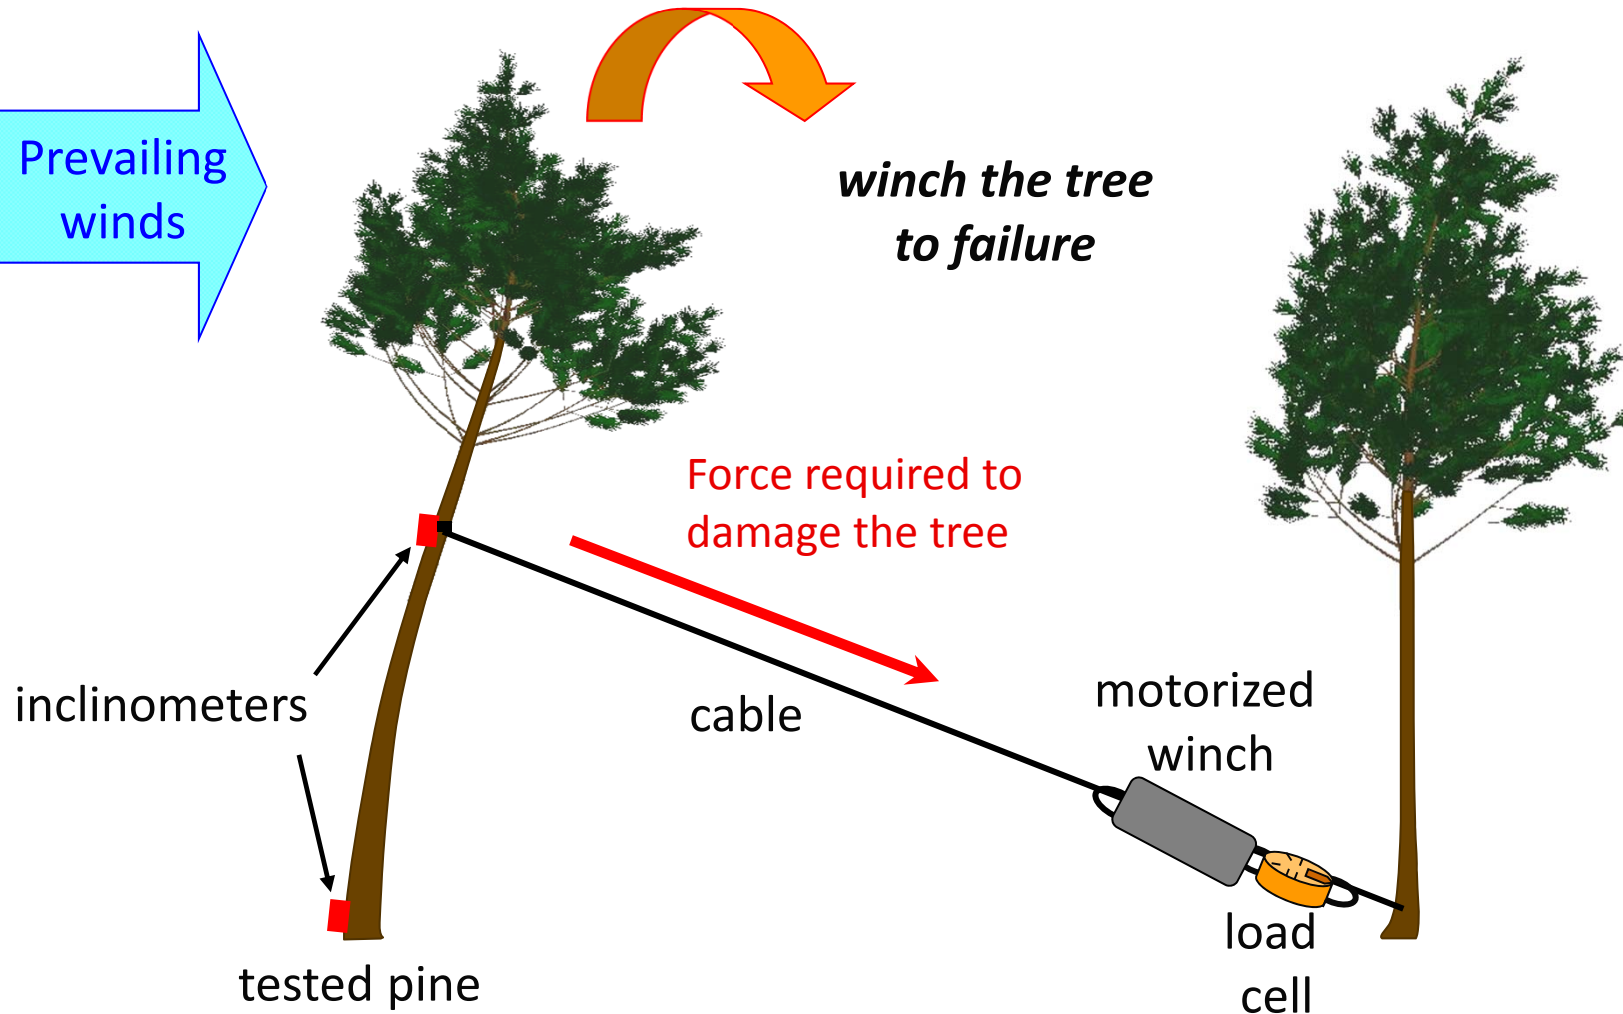 Prevailing
winds
winch the tree
to failure
Force required to
damage the tree
inclinometers
cable
motorized
winch
load
cell
tested pine